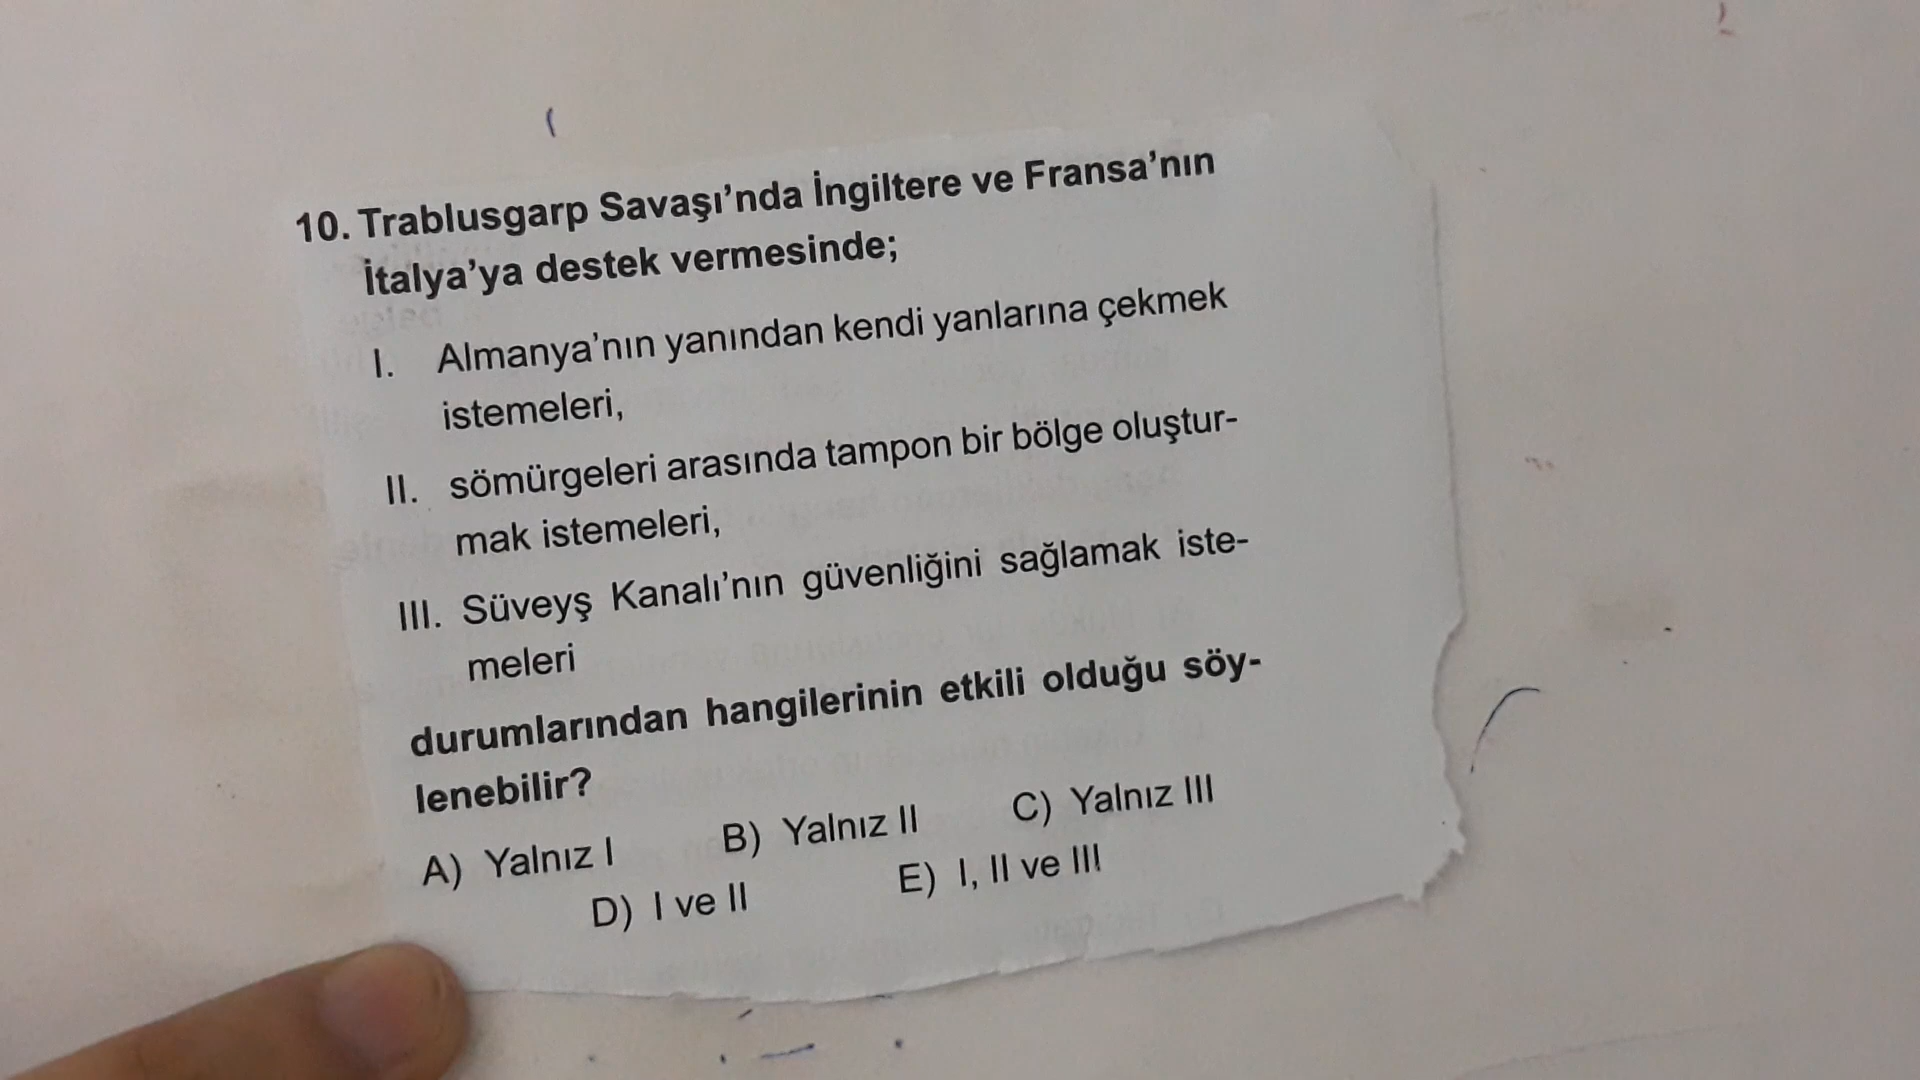 10. Trablusgarp Savaşı'nda İngiltere ve Fransa'nın
İtalya'ya destek vermesinde;
I. Almanya'nın yanından kendi yanlarına çekmek
istemeleri,
II. sömürgeleri arasında tampon bir bölge oluştur-
mak istemeleri,
III. Süveyş Kanalı'nın güvenliğini sağlamak iste-
meleri
durumlarından hangilerinin etkili olduğu söy-
lenebilir?
A) Yalnız I B) Yalnız II C) Yalnız III
D) I ve II E) I, II ve III